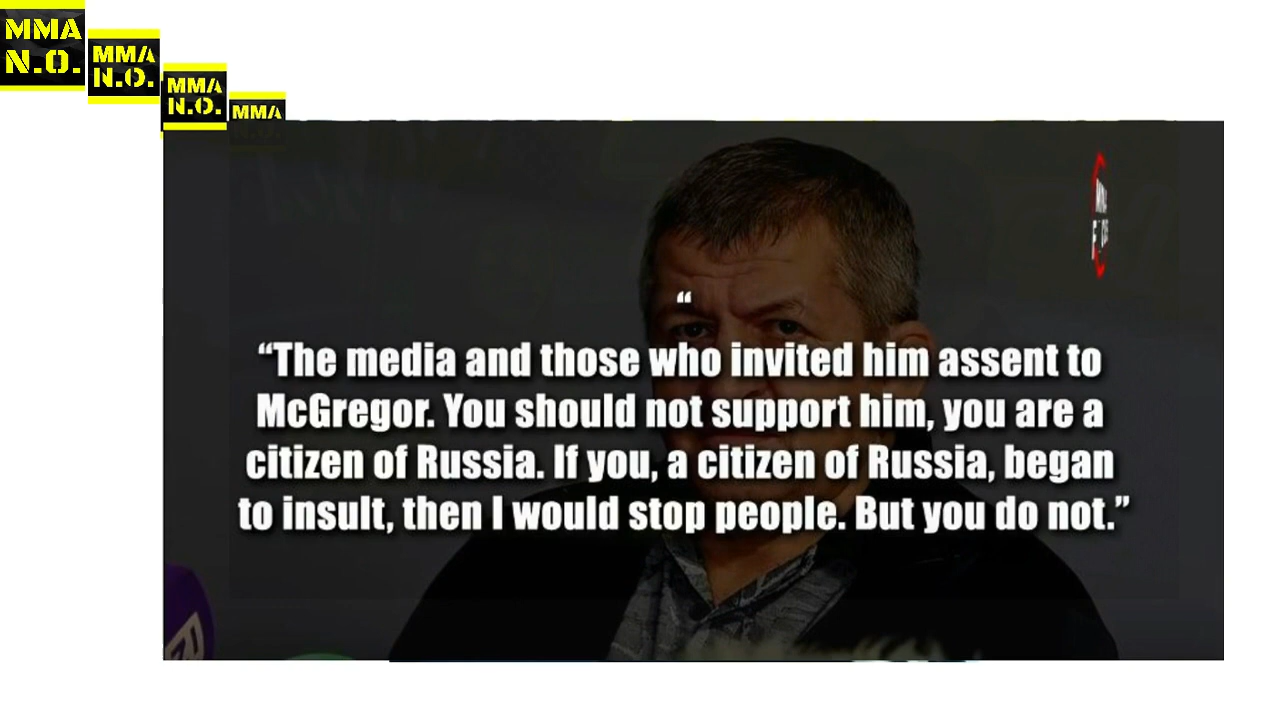 MMA
N.O.
MMA
N.O.
MMA
N.O.
MMA
“
“The media and those who invited him assent to
McGregor. You should not support him, you are a
citizen of Russia. If you, a citizen of Russia, began
to insult, then I would stop people. But you do not.”